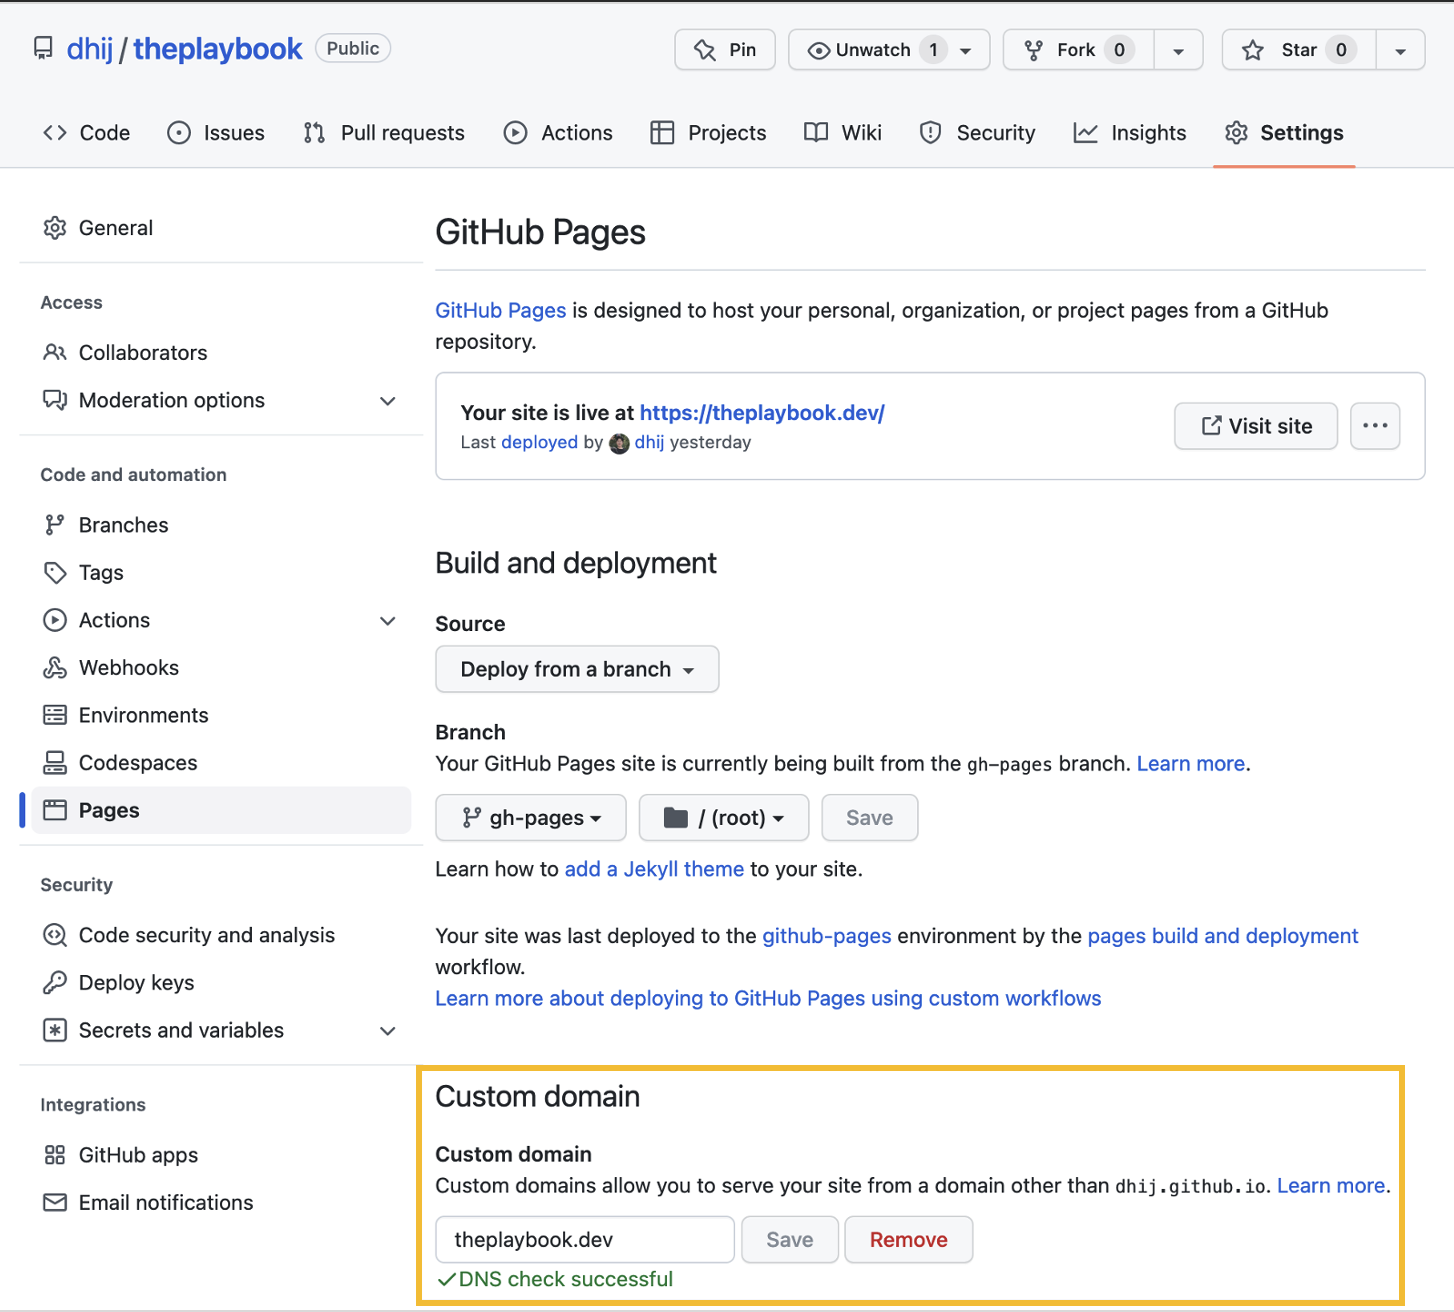 dhij / theplaybook Public
Pin
Unwatch 1
Fork 0
Star 0
Code
Issues
Pull requests
Actions
Projects
Wiki
Security
Insights
Settings
General
Access
Collaborators
Moderation options
Code and automation
Branches
Tags
Actions
Webhooks
Environments
Codespaces
Pages
Security
Code security and analysis
Deploy keys
Secrets and variables
Integrations
GitHub apps
Email notifications
GitHub Pages
GitHub Pages is designed to host your personal, organization, or project pages from a GitHub
repository.
Your site is live at https://theplaybook.dev/
Last deployed by dhij yesterday
Visit site
Build and deployment
Source
Deploy from a branch
Branch
Your GitHub Pages site is currently being built from the gh-pages branch. Learn more.
gh-pages
/ (root)
Save
Learn how to add a Jekyll theme to your site.
Your site was last deployed to the github-pages environment by the pages build and deployment
workflow.
Learn more about deploying to GitHub Pages using custom workflows
Custom domain
Custom domain
Custom domains allow you to serve your site from a domain other than dhij.github.io. Learn more.
theplaybook.dev
Save
Remove
DNS check successful